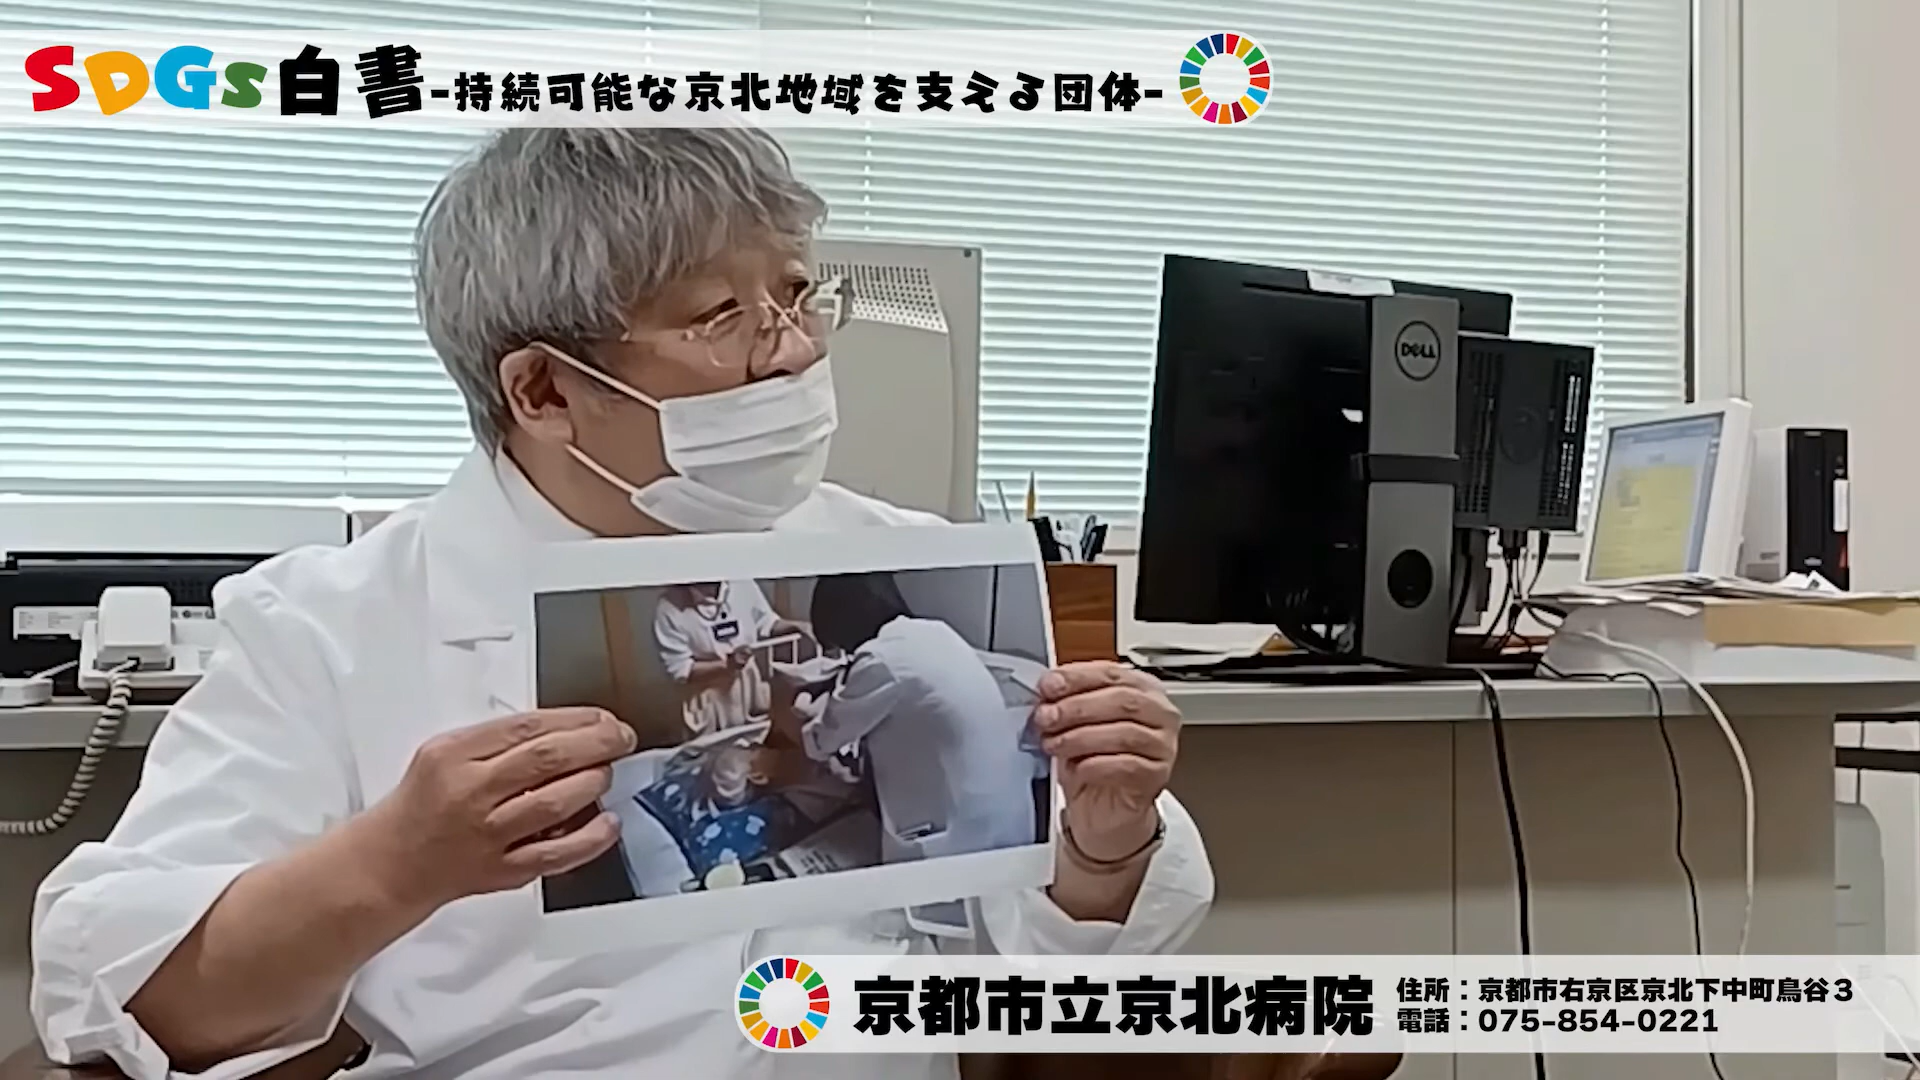 SDGs白書-持続可能な京北地域を支える団体-
DELL
京都市立京北病院
住所：京都市右京区京北下中町鳥谷３
電話：075-854-0221